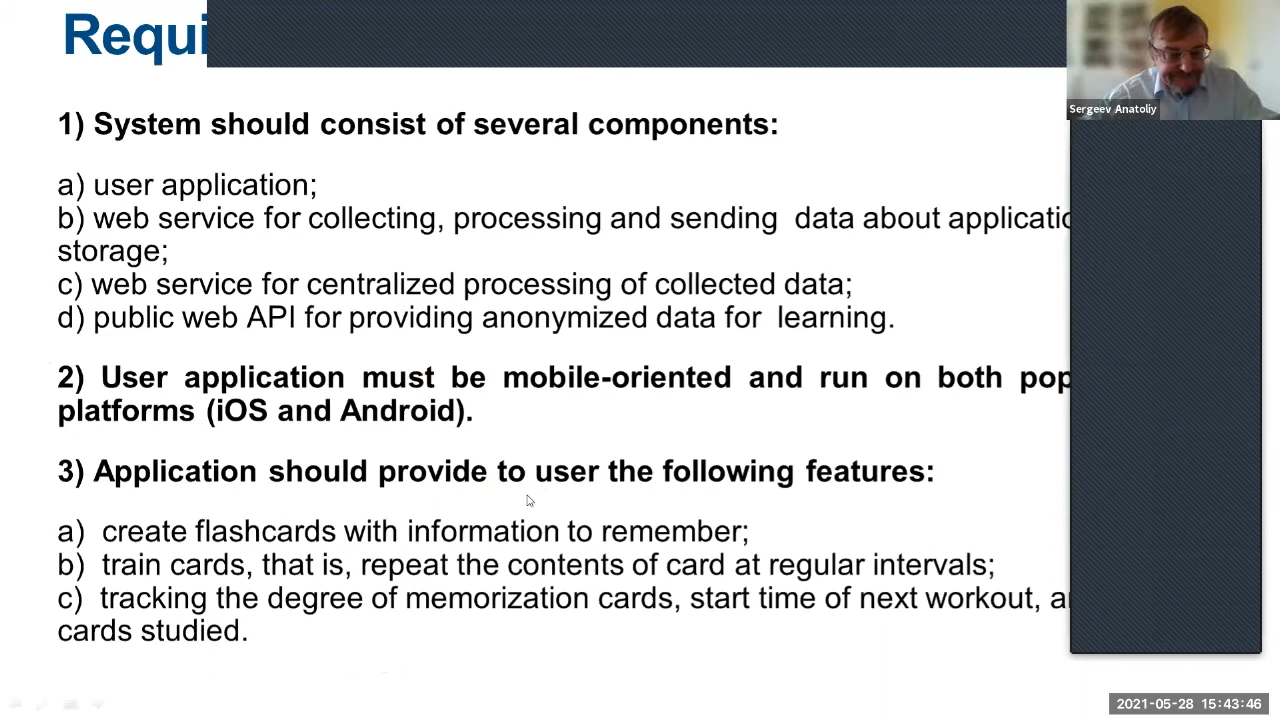 Requi
Sergeev Anatoliy
1) System should consist of several components:
a) user application;
b) web service for collecting, processing and sending data about applicatio
storage;
c) web service for centralized processing of collected data;
d) public web API for providing anonymized data for learning.
2) User application must be mobile-oriented and run on both pop
platforms (iOS and Android).
3) Application should provide to user the following features:
a) create flashcards with information to remember;
b) train cards, that is, repeat the contents of card at regular intervals;
c) tracking the degree of memorization cards, start time of next workout, a
cards studied.
2021-05-28 15:43:46